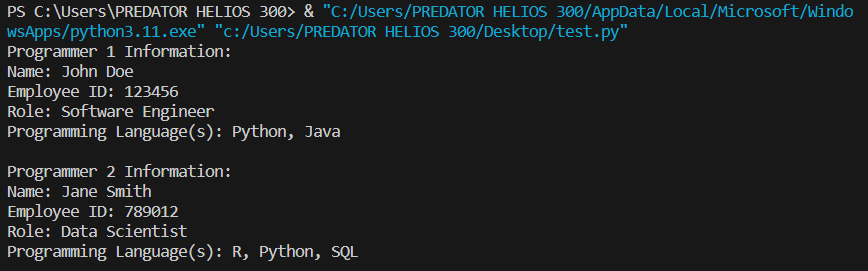 PS C:\Users\PREDATOR HELIOS 300> & "C:/Users/PREDATOR HELIOS 300/AppData/Local/Microsoft/Windo
wsApps/python3.11.exe" "c:/Users/PREDATOR HELIOS 300/Desktop/test.py"
Programmer 1 Information:
Name: John Doe
Employee ID: 123456
Role: Software Engineer
Programming Language(s): Python, Java

Programmer 2 Information:
Name: Jane Smith
Employee ID: 789012
Role: Data Scientist
Programming Language(s): R, Python, SQL